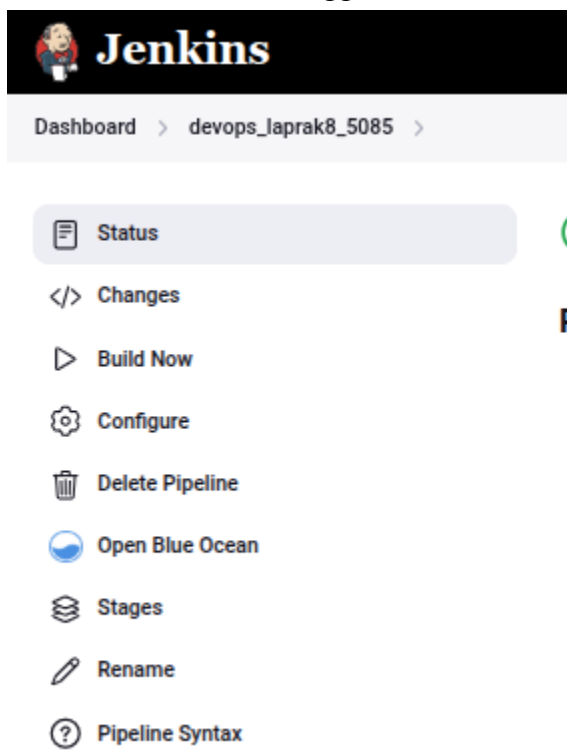 Jenkins
Dashboard > devops_laprak8_5085 >
Status
</> Changes
Build Now
Configure
Delete Pipeline
Open Blue Ocean
Stages
Rename
Pipeline Syntax